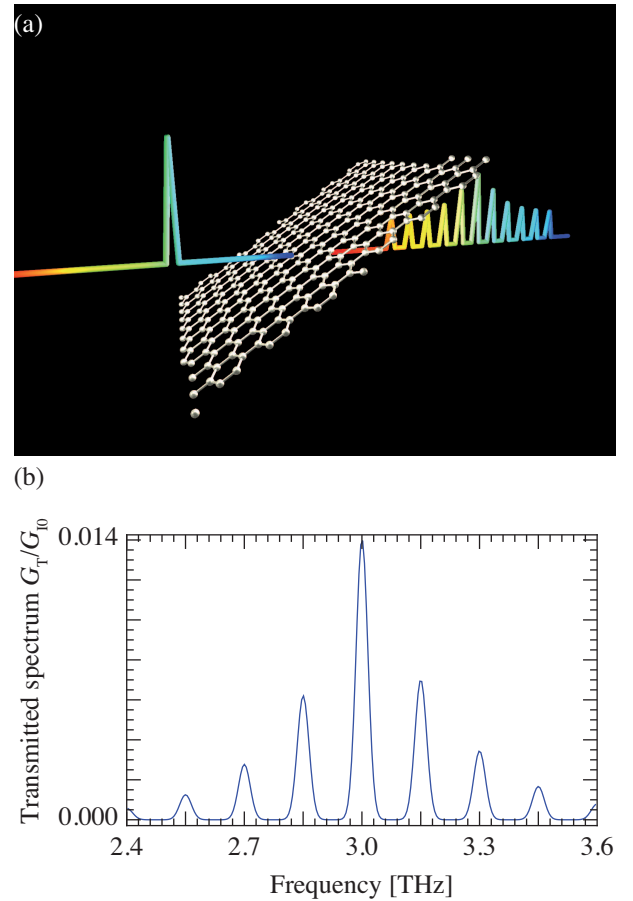 (a)
(b)
Transmitted spectrum G_T/G_I0
0.014
0.000
2.4 2.7 3.0 3.3 3.6
Frequency [THz]